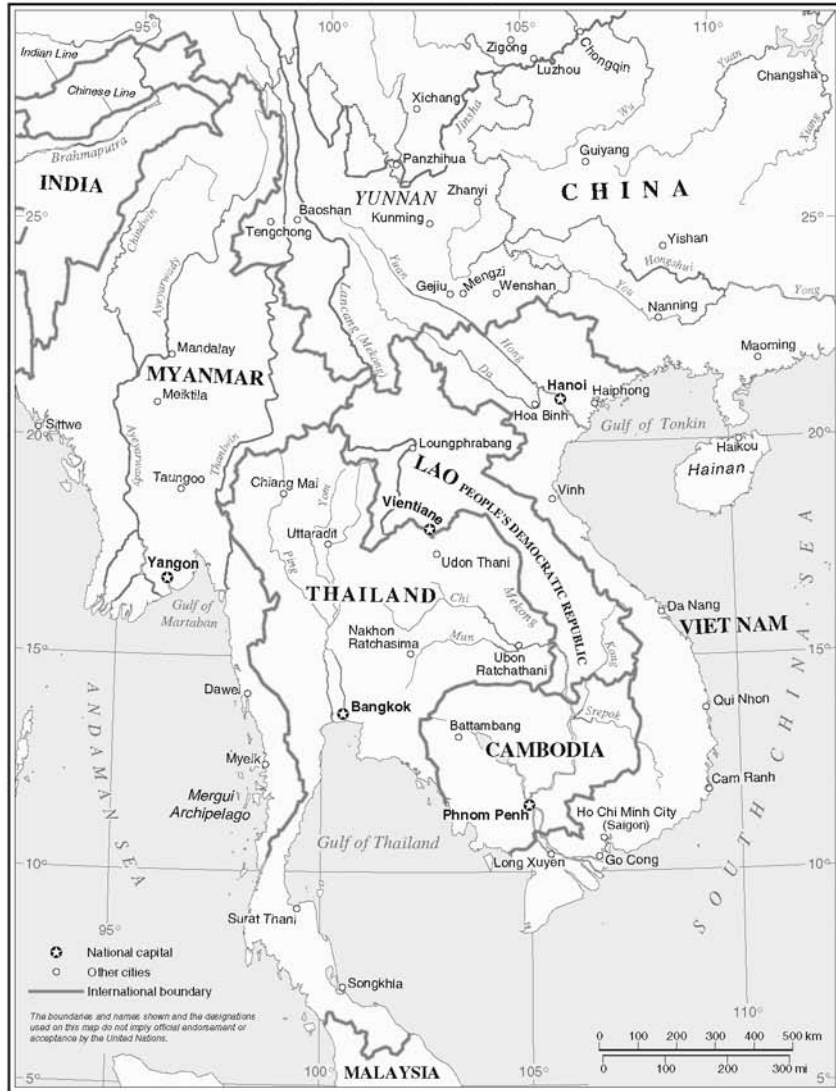 Indian Line
Chinese Line
Brahmaputra
INDIA
Zigong
Luzhou
Chongqin
110°
105°
Yuan
Changsha
Xichang
Jinsha
Wu
Xiang
Panzhihua
Guiyang
YUNNAN
Zhanyi
CHINA
25°
25°
Baoshan
Tengchong
Kunming
Chindwin
Ayeyarwady
Yuan
Yishan
Hongshui
Lancang (Mekong)
Gejiu
Mengzi
Wenshan
You
Nanning
Yong
Mandalay
MYANMAR
Hong
Da
Maoming
Meiktila
Hanoi
Haiphong
Hoa Binh
Sittwe
20°
20°
Gulf of Tonkin
Haikou
Hainan
Ayeyarwady
Thanlwin
Loungphrabang
LAO PEOPLE'S DEMOCRATIC REPUBLIC
Taungoo
Chiang Mai
Yom
Vientiane
Vinh
Uttaradit
Ping
Udon Thani
Yangon
Gulf of
Martaban
THAILAND
Chi
Mekong
Da Nang
VIET NAM
Nakhon
Ratchasima
Mun
Ubon
Ratchathani
Kong
15°
15°
Dawei
Bangkok
Qui Nhon
Srepok
Battambang
CAMBODIA
ANDAMAN SEA
SOUTH CHINA SEA
Myeik
Mergui
Archipelago
Cam Ranh
Phnom Penh
Ho Chi Minh City
(Saigon)
Gulf of Thailand
Long Xuyen
Go Cong
10°
10°
Surat Thani
95°
National capital
Other cities
International boundary
Songkhla
110°
The boundaries and names shown and the designations
used on this map do not imply official endorsement or
acceptance by the United Nations.
0 100 200 300 400 500 km
0 100 200 300 mi
5°
100°
MALAYSIA
105°
5°